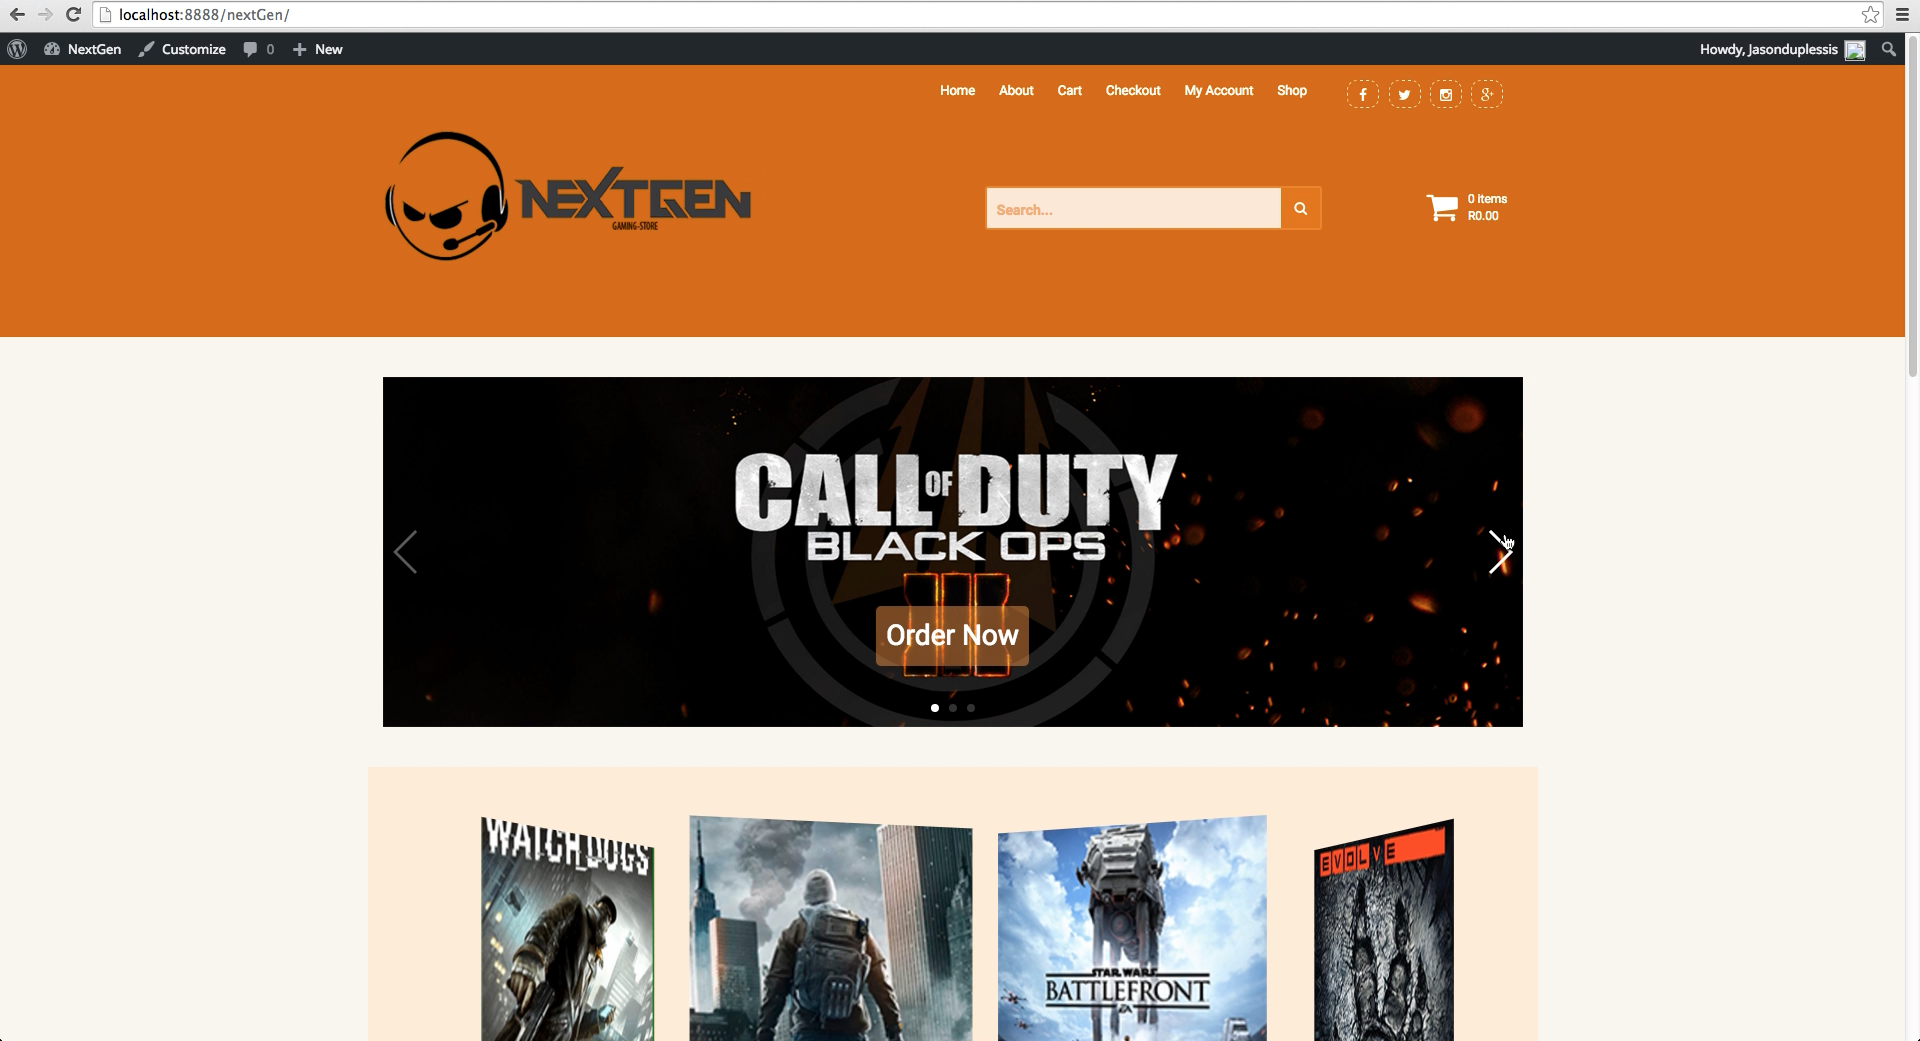 localhost:8888/nextGen/
NextGen Customize 0 New Howdy, Jasonduplessis
Home About Cart Checkout My Account Shop
NEXTGEN
GAMING-STORE
Search...
0 items
R0.00
CALL OF DUTY
BLACK OPS
III
Order Now
WATCH_DOGS
EVOLVE
STAR WARS
BATTLEFRONT
EA